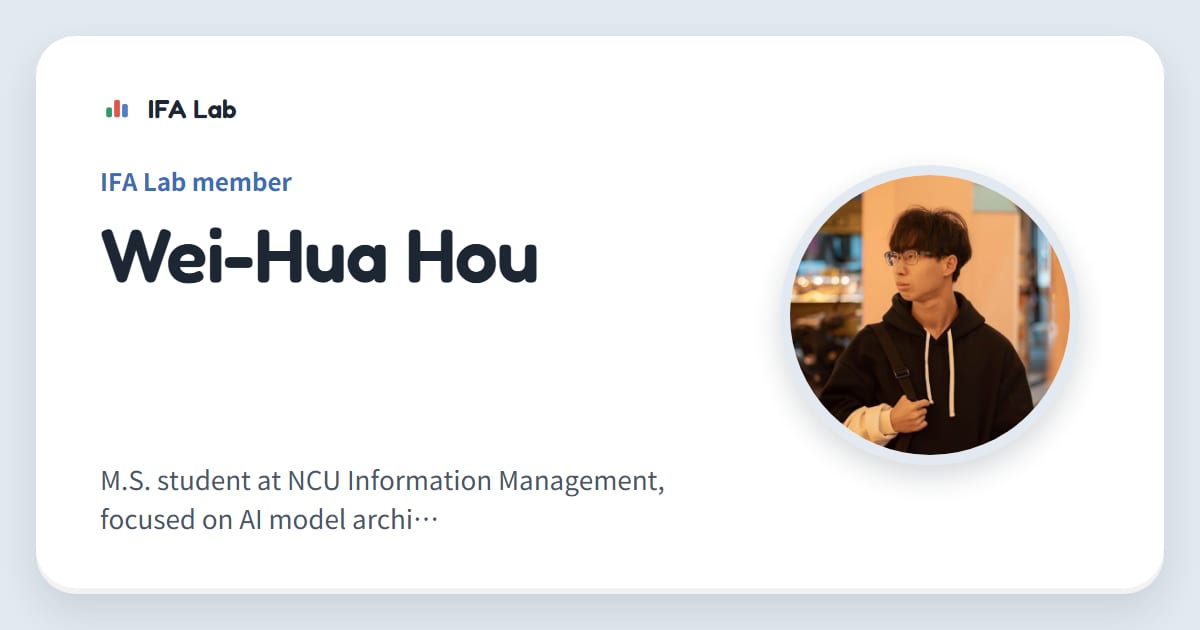 IFA Lab
IFA Lab member
Wei-Hua Hou
M.S. student at NCU Information Management,
focused on AI model archi…